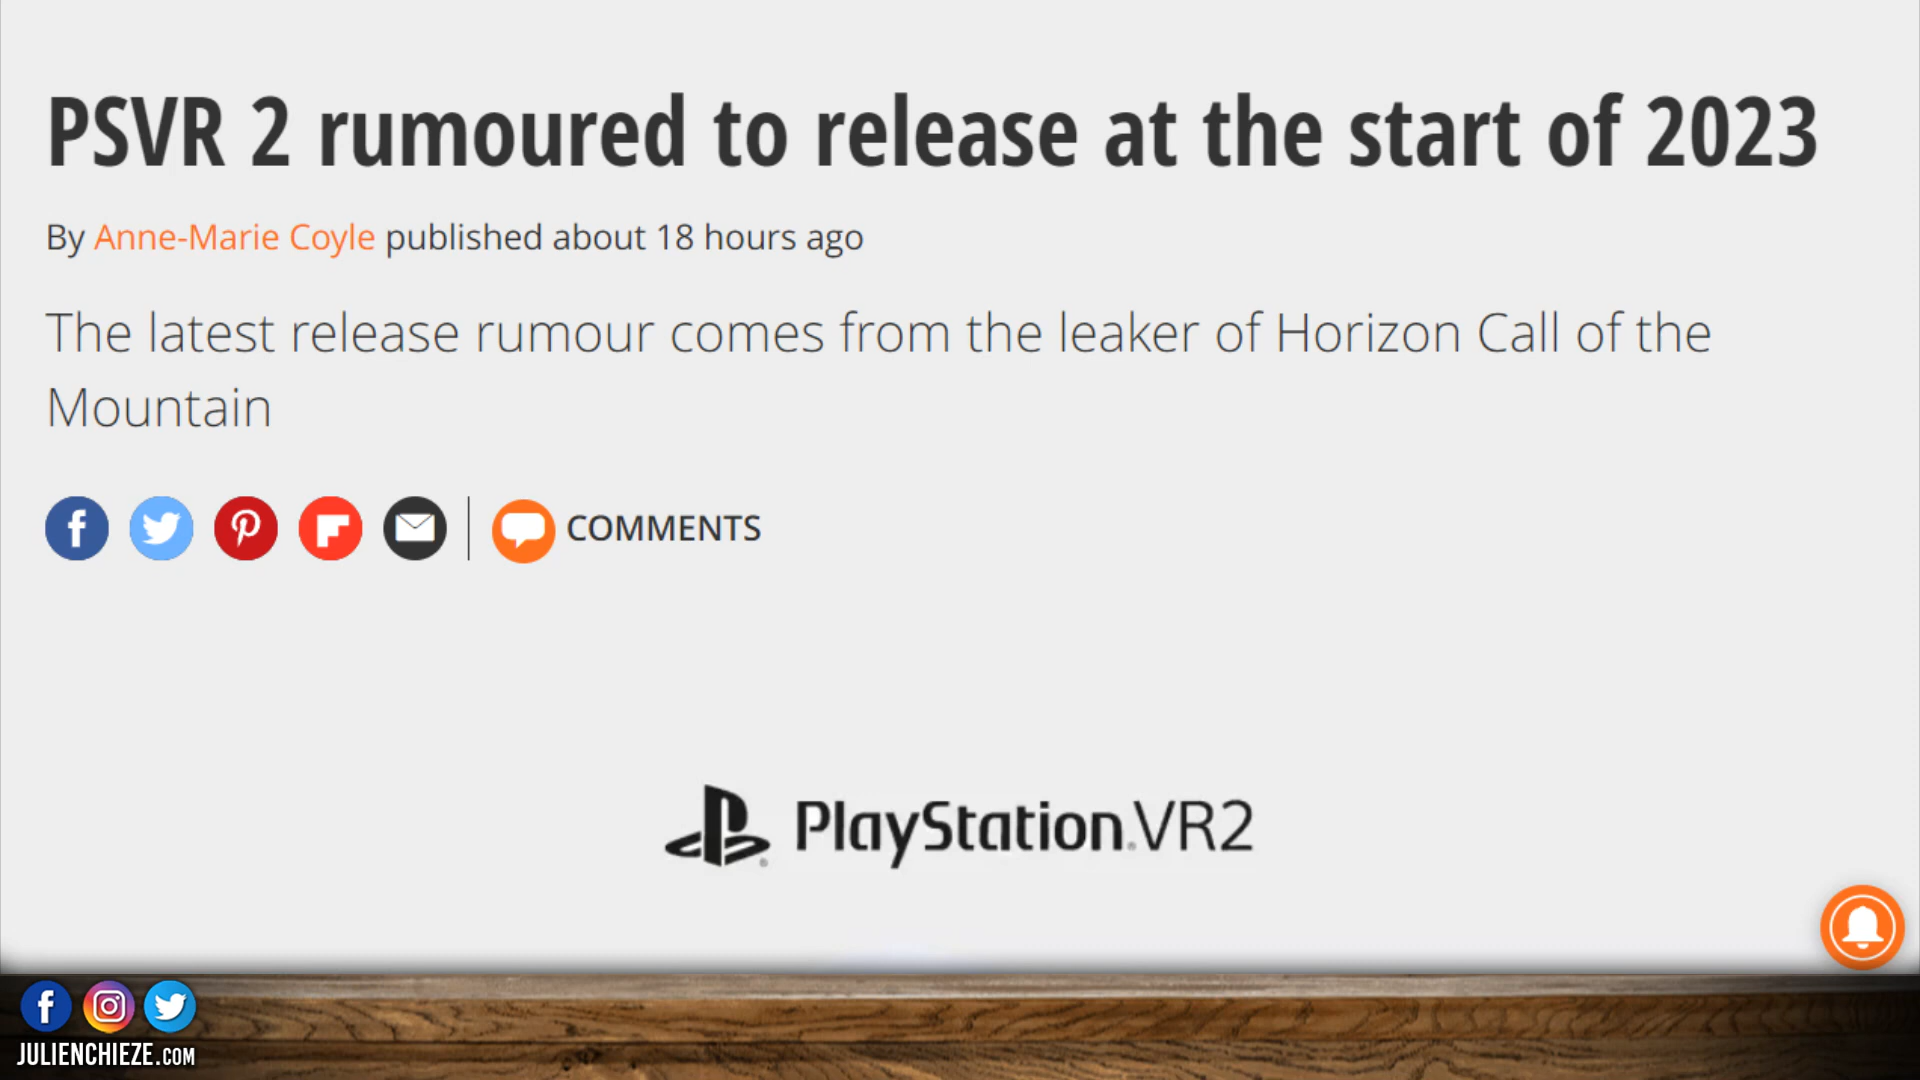 PSVR 2 rumoured to release at the start of 2023
By Anne-Marie Coyle published about 18 hours ago
The latest release rumour comes from the leaker of Horizon Call of the
Mountain
COMMENTS
PlayStation.VR2
JULIENCHIEZE.COM